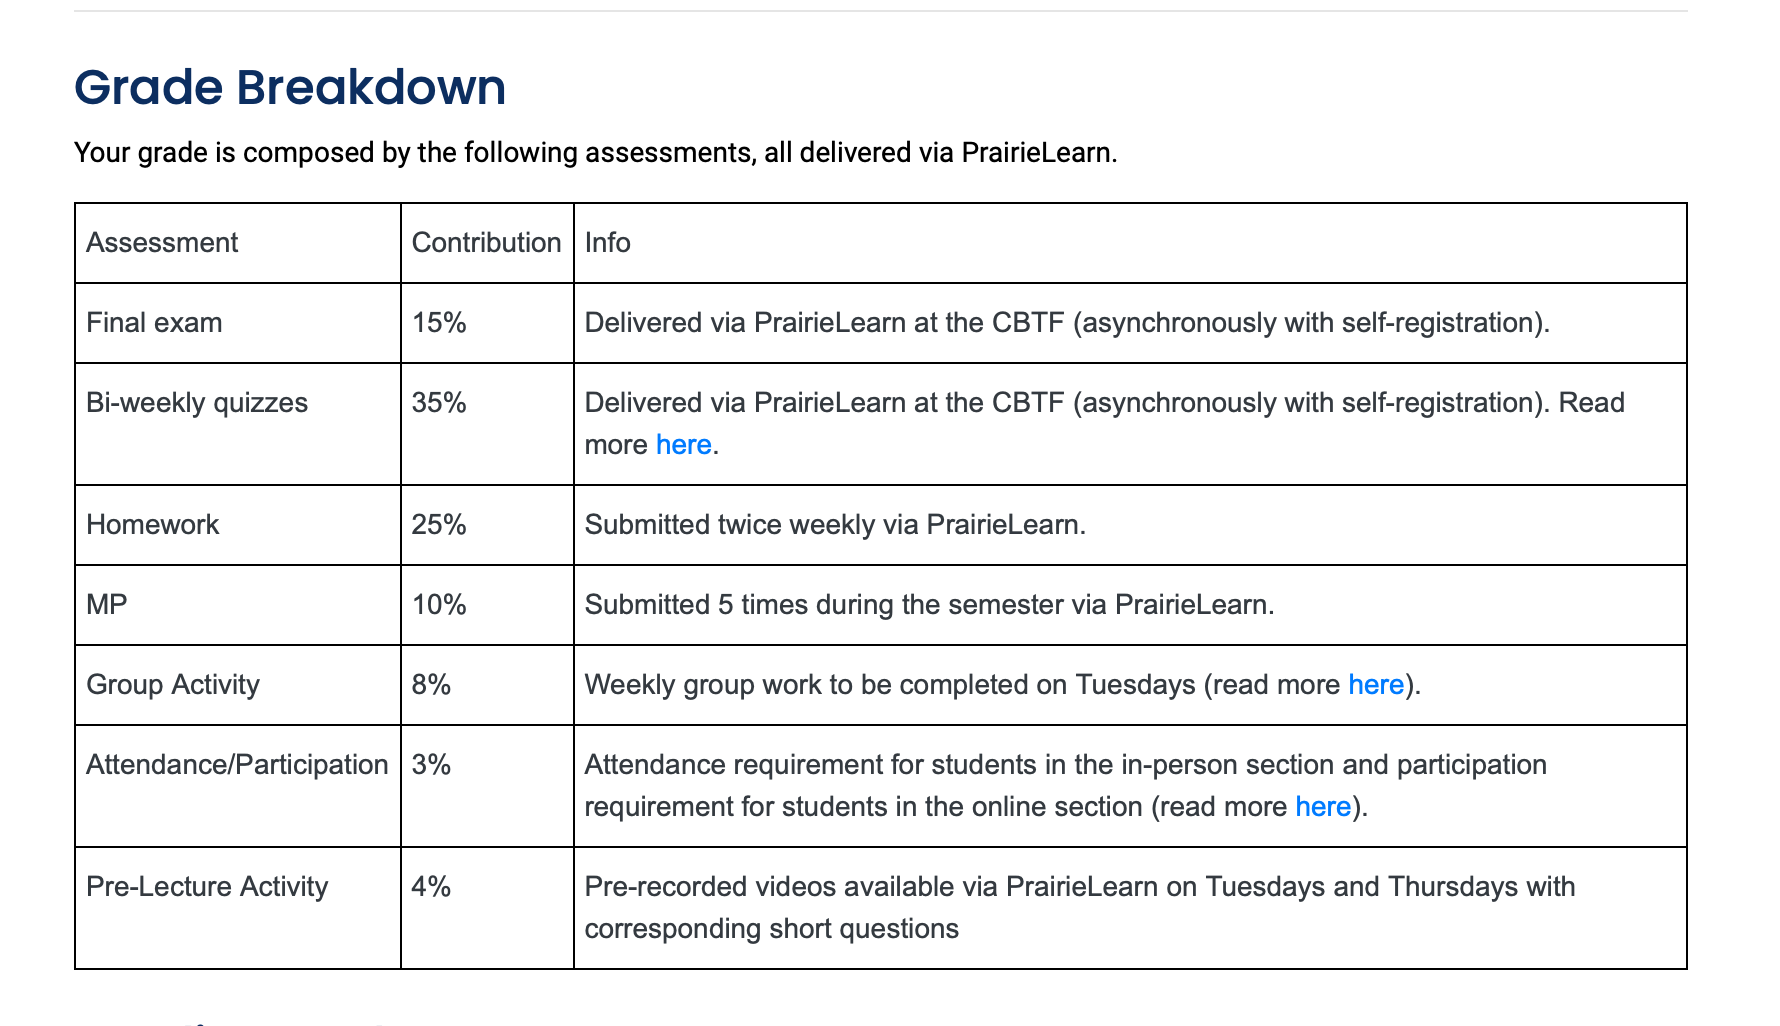 Grade Breakdown
Your grade is composed by the following assessments, all delivered via PrairieLearn.
Assessment Contribution Info
Final exam 15% Delivered via PrairieLearn at the CBTF (asynchronously with self-registration).
Bi-weekly quizzes 35% Delivered via PrairieLearn at the CBTF (asynchronously with self-registration). Read
more here.
Homework 25% Submitted twice weekly via PrairieLearn.
MP 10% Submitted 5 times during the semester via PrairieLearn.
Group Activity 8% Weekly group work to be completed on Tuesdays (read more here).
Attendance/Participation 3% Attendance requirement for students in the in-person section and participation
requirement for students in the online section (read more here).
Pre-Lecture Activity 4% Pre-recorded videos available via PrairieLearn on Tuesdays and Thursdays with
corresponding short questions